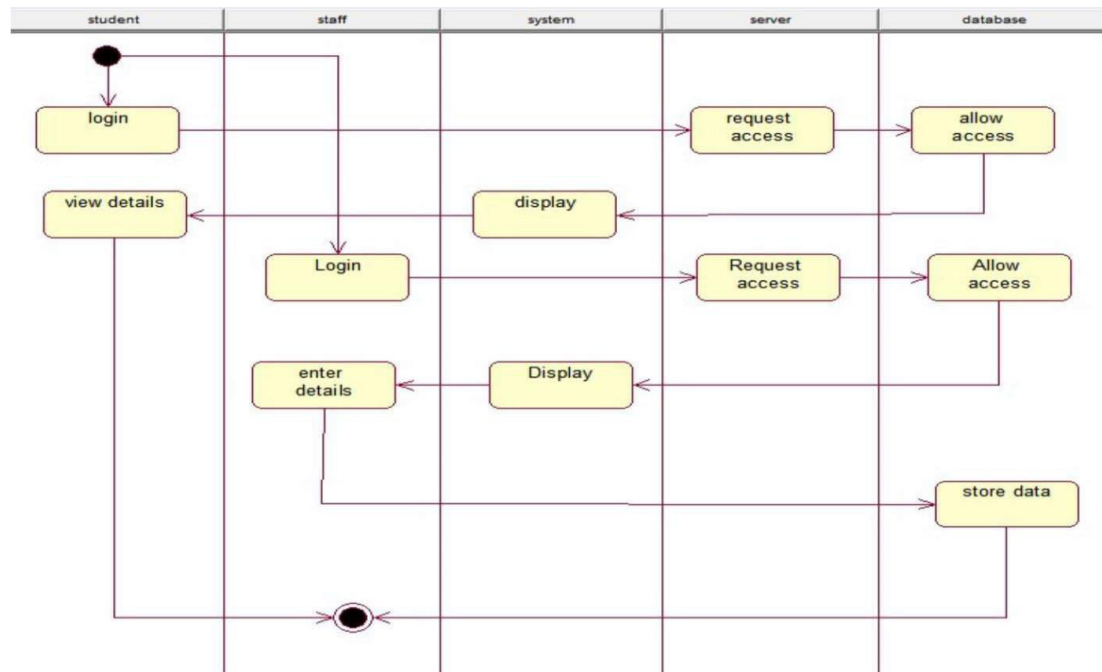 student
staff
system
server
database
login
request
access
allow
access
view details
display
Login
Request
access
Allow
access
enter
details
Display
store data